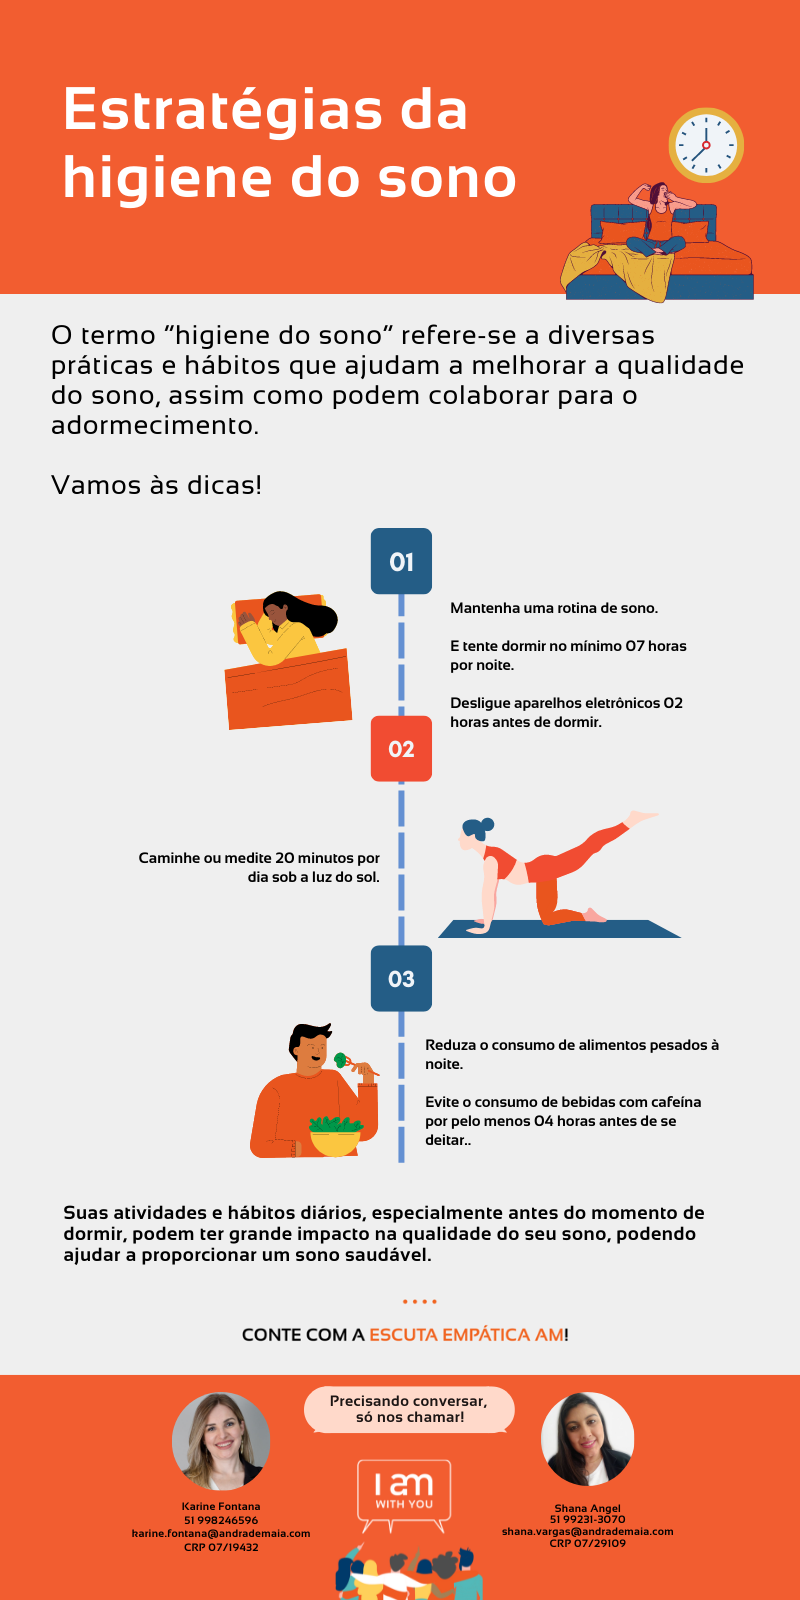 Estratégias da
higiene do sono
O termo “higiene do sono” refere-se a diversas
práticas e hábitos que ajudam a melhorar a qualidade
do sono, assim como podem colaborar para o
adormecimento.
Vamos às dicas!
01
Mantenha uma rotina de sono.
E tente dormir no mínimo 07 horas
por noite.
Desligue aparelhos eletrônicos 02
horas antes de dormir.
02
Caminhe ou medite 20 minutos por
dia sob a luz do sol.
03
Reduza o consumo de alimentos pesados à
noite.
Evite o consumo de bebidas com cafeína
por pelo menos 04 horas antes de se
deitar..
Suas atividades e hábitos diários, especialmente antes do momento de
dormir, podem ter grande impacto na qualidade do seu sono, podendo
ajudar a proporcionar um sono saudável.
CONTE COM A ESCUTA EMPÁTICA AM!
Precisando conversar,
só nos chamar!
I am
WITH YOU
Karine Fontana
51 998246596
karine.fontana@andrademaia.com
CRP 07/19432
Shana Angel
51 99231-3070
shana.vargas@andrademaia.com
CRP 07/29109